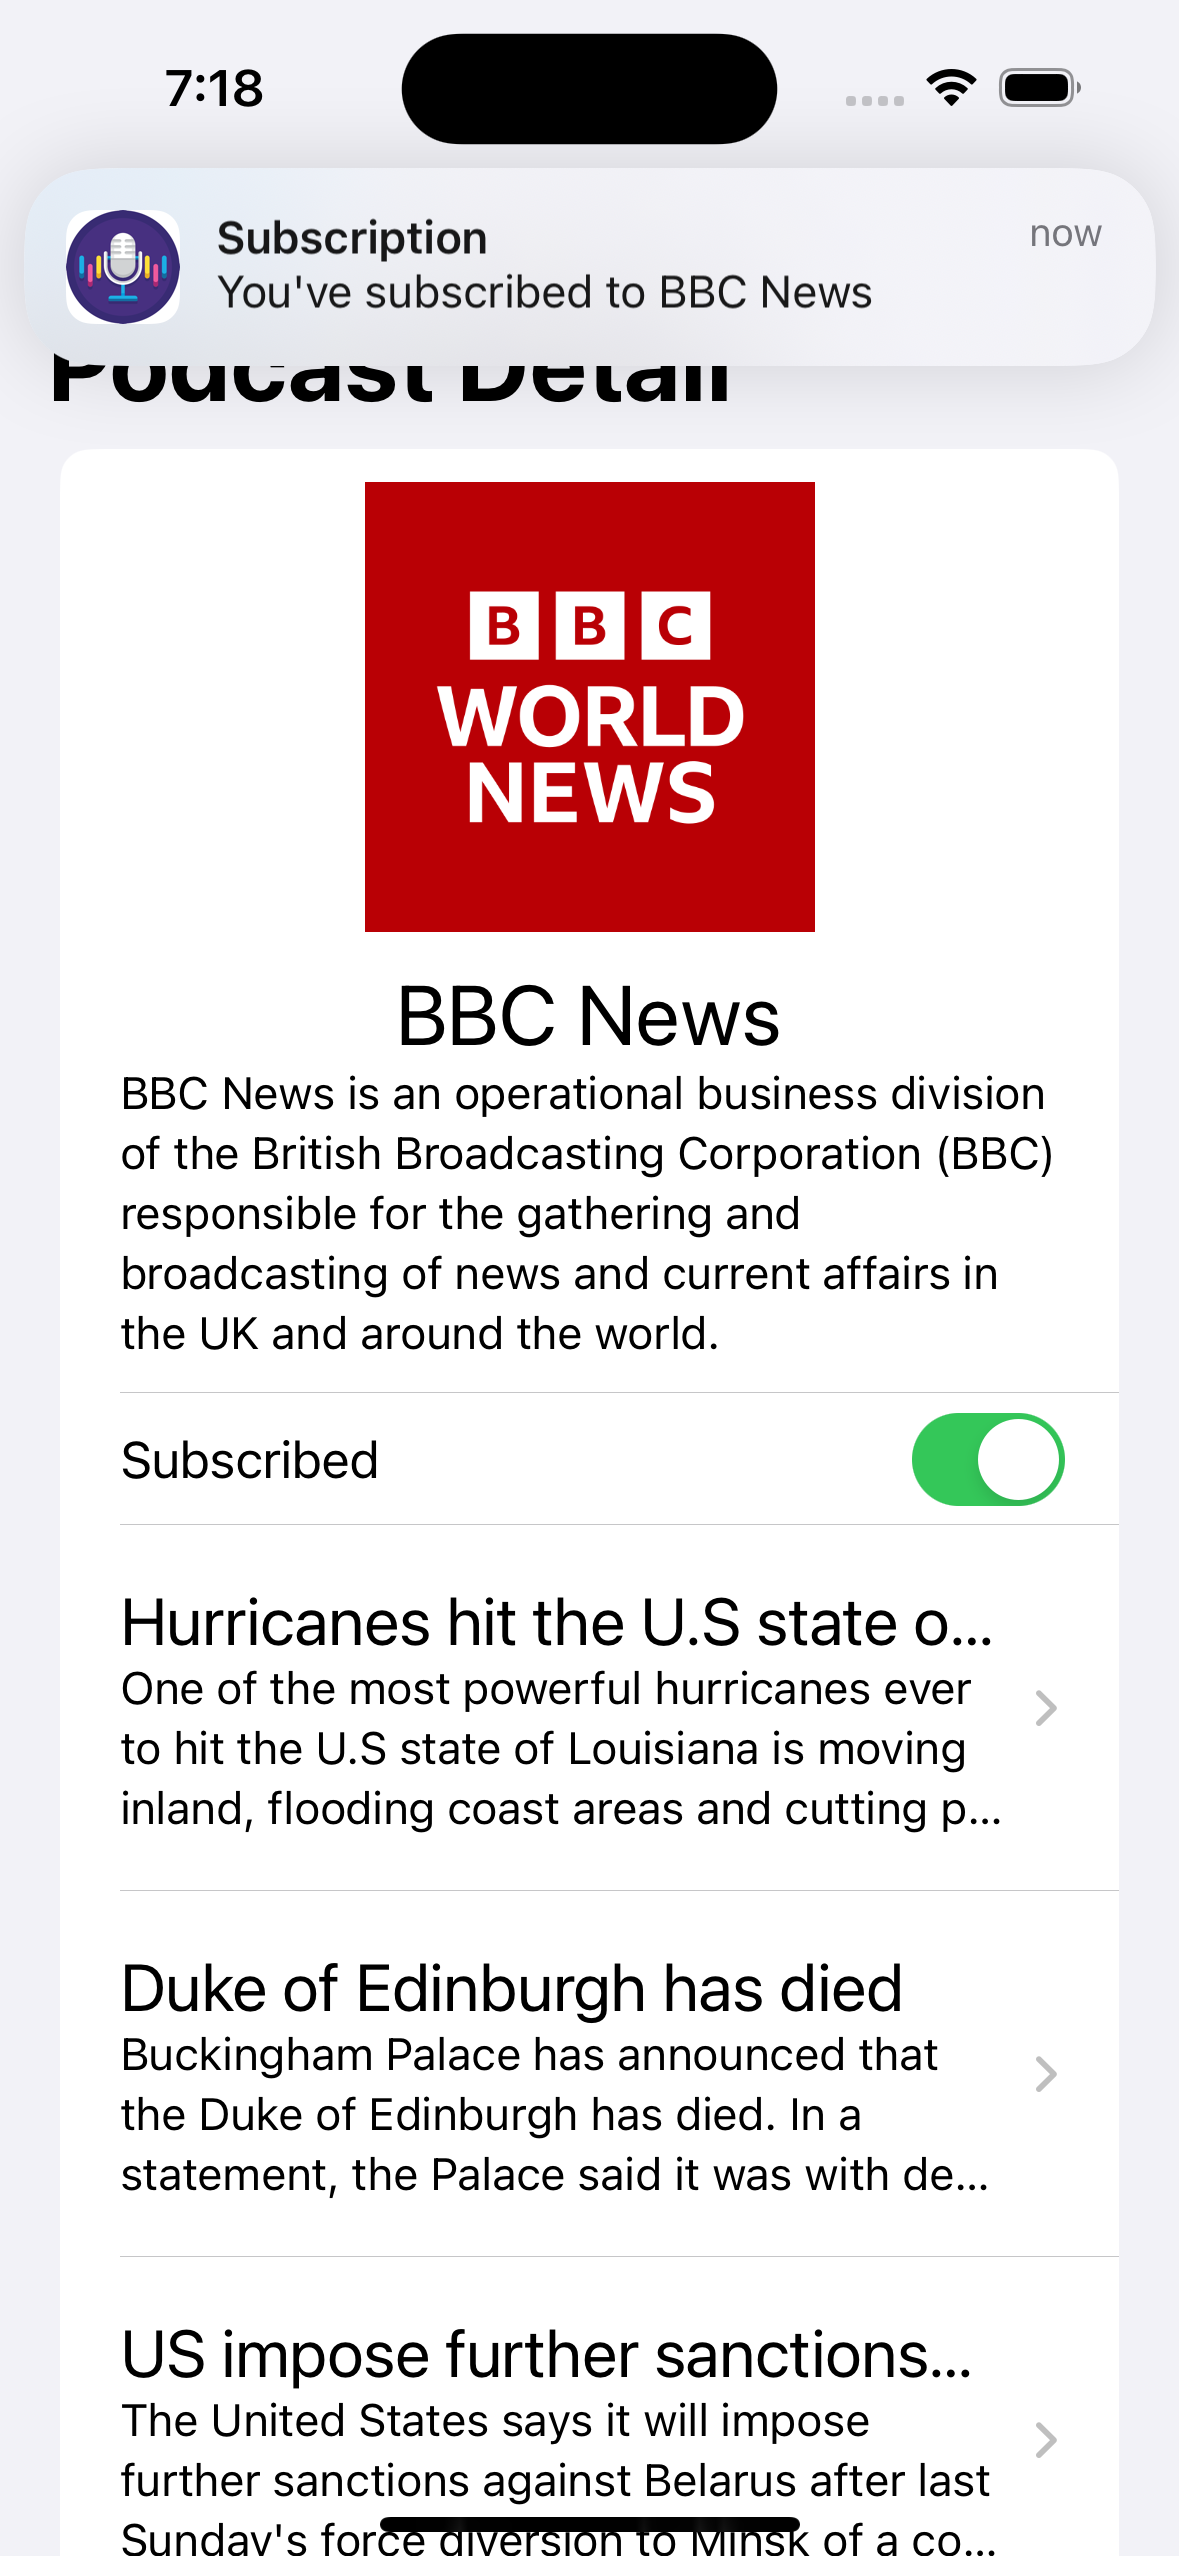 7:18
Subscription
now
You've subscribed to BBC News
Podcast Detail
BBC
WORLD
NEWS
BBC News
BBC News is an operational business division
of the British Broadcasting Corporation (BBC)
responsible for the gathering and
broadcasting of news and current affairs in
the UK and around the world.
Subscribed
Hurricanes hit the U.S state o...
One of the most powerful hurricanes ever
to hit the U.S state of Louisiana is moving
inland, flooding coast areas and cutting p...
Duke of Edinburgh has died
Buckingham Palace has announced that
the Duke of Edinburgh has died. In a
statement, the Palace said it was with de...
US impose further sanctions...
The United States says it will impose
further sanctions against Belarus after last
Sunday's force diversion to Minsk of a co...